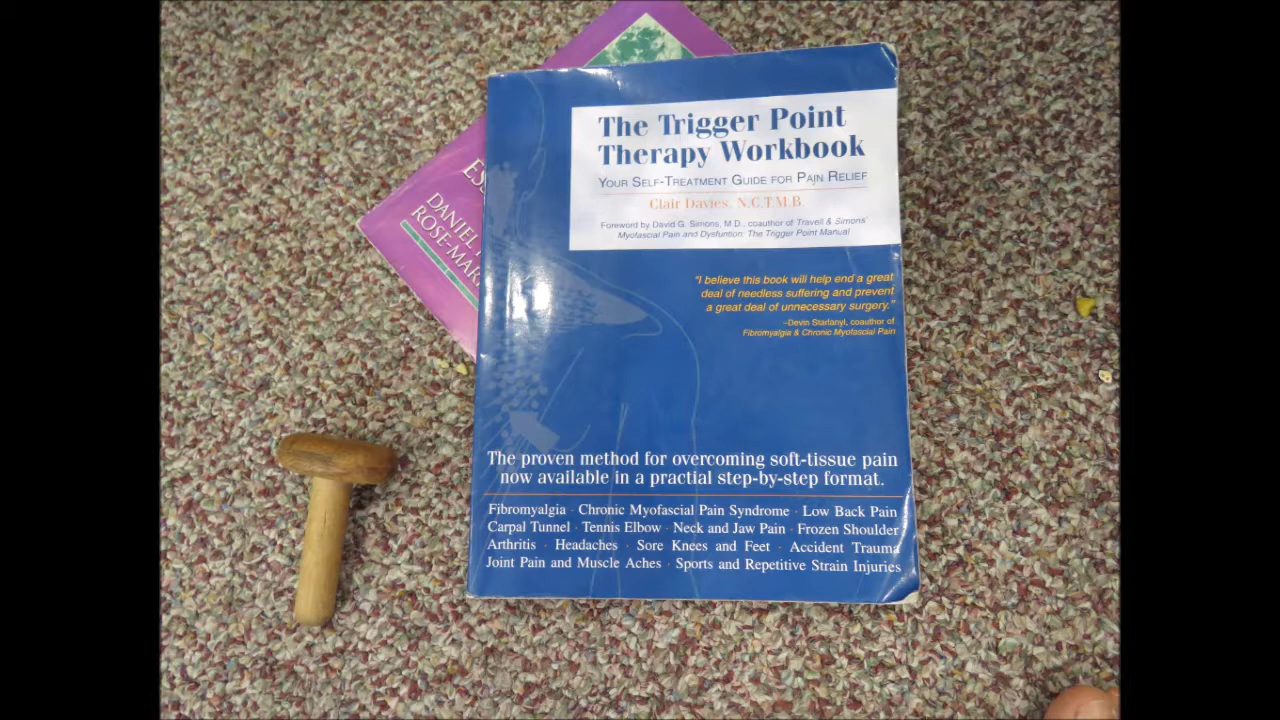 The Trigger Point
Therapy Workbook
YOUR SELF-TREATMENT GUIDE FOR PAIN RELIEF
Clair Davies, N.C.T.M.B.
Foreword by David G. Simons, M.D., coauthor of Travell & Simons'
Myofascial Pain and Dysfuntion: The Trigger Point Manual
"I believe this book will help end a great
deal of needless suffering and prevent
a great deal of unnecessary surgery."
–Devin Starlanyl, coauthor of
Fibromyalgia & Chronic Myofascial Pain
The proven method for overcoming soft-tissue pain
now available in a practial step-by-step format.
Fibromyalgia · Chronic Myofascial Pain Syndrome · Low Back Pain
Carpal Tunnel · Tennis Elbow · Neck and Jaw Pain · Frozen Shoulder
Arthritis · Headaches · Sore Knees and Feet · Accident Trauma
Joint Pain and Muscle Aches · Sports and Repetitive Strain Injuries
DANIEL
ROSE-MAR